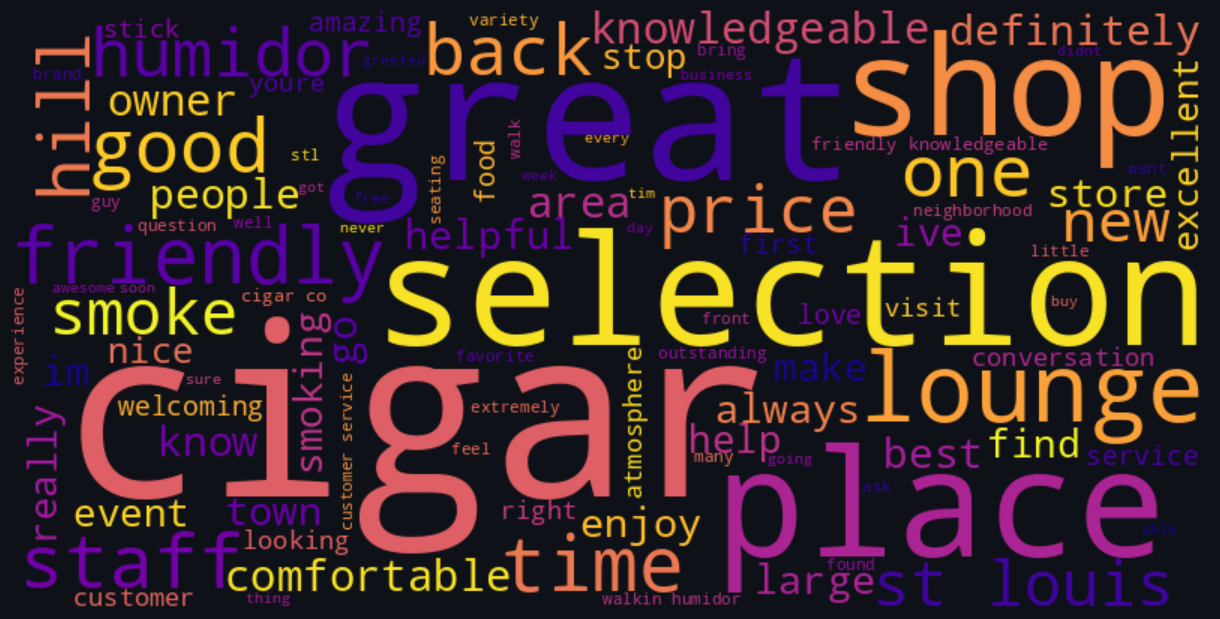 stick
amazing
variety
knowledgeable
definitely
hill
humidor
back
stop
bring
didnt
brand
greeted
business
youre
great
shop
excellent
owner
good
stl
every
walk
friendly knowledgeable
people
got
food
week
one
want
guy
free
seating
area
tim
price
store
neighborhood
new
question
well
never
helpful
day
first
ive
little
friendly
selection
awesome
soon
cigar co
smoke
experience
visit
buy
love
front
nice
smoking
go
favorite
outstanding
conversation
im
sure
cigar
atmosphere
make
lounge
welcoming
customer service
extremely
always
really
know
feel
help
many
going
best
find
service
place
ask
event
town
right
enjoy
able
looking
staff
comfortable
time
found
large
st louis
customer
thing
walkin humidor